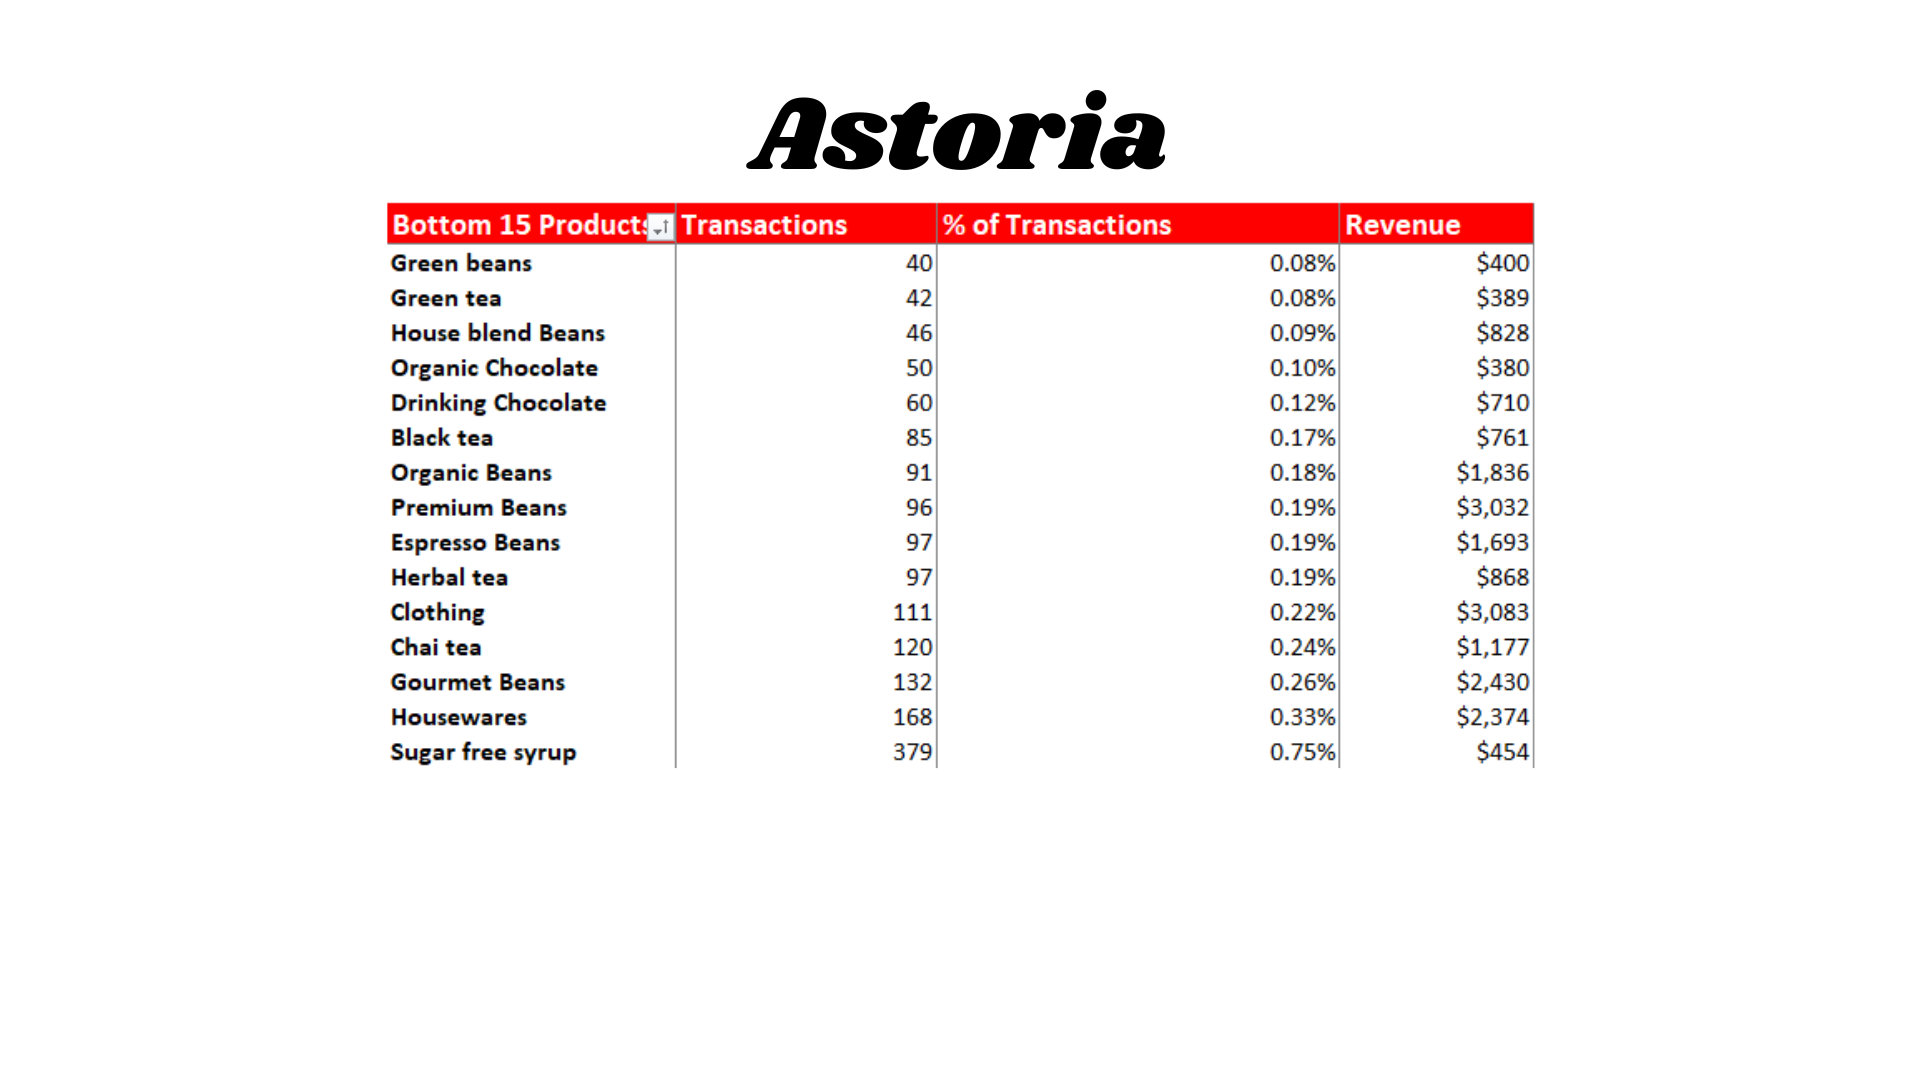 Astoria
Bottom 15 Products Transactions % of Transactions Revenue
Green beans 40 0.08% $400
Green tea 42 0.08% $389
House blend Beans 46 0.09% $828
Organic Chocolate 50 0.10% $380
Drinking Chocolate 60 0.12% $710
Black tea 85 0.17% $761
Organic Beans 91 0.18% $1,836
Premium Beans 96 0.19% $3,032
Espresso Beans 97 0.19% $1,693
Herbal tea 97 0.19% $868
Clothing 111 0.22% $3,083
Chai tea 120 0.24% $1,177
Gourmet Beans 132 0.26% $2,430
Housewares 168 0.33% $2,374
Sugar free syrup 379 0.75% $454